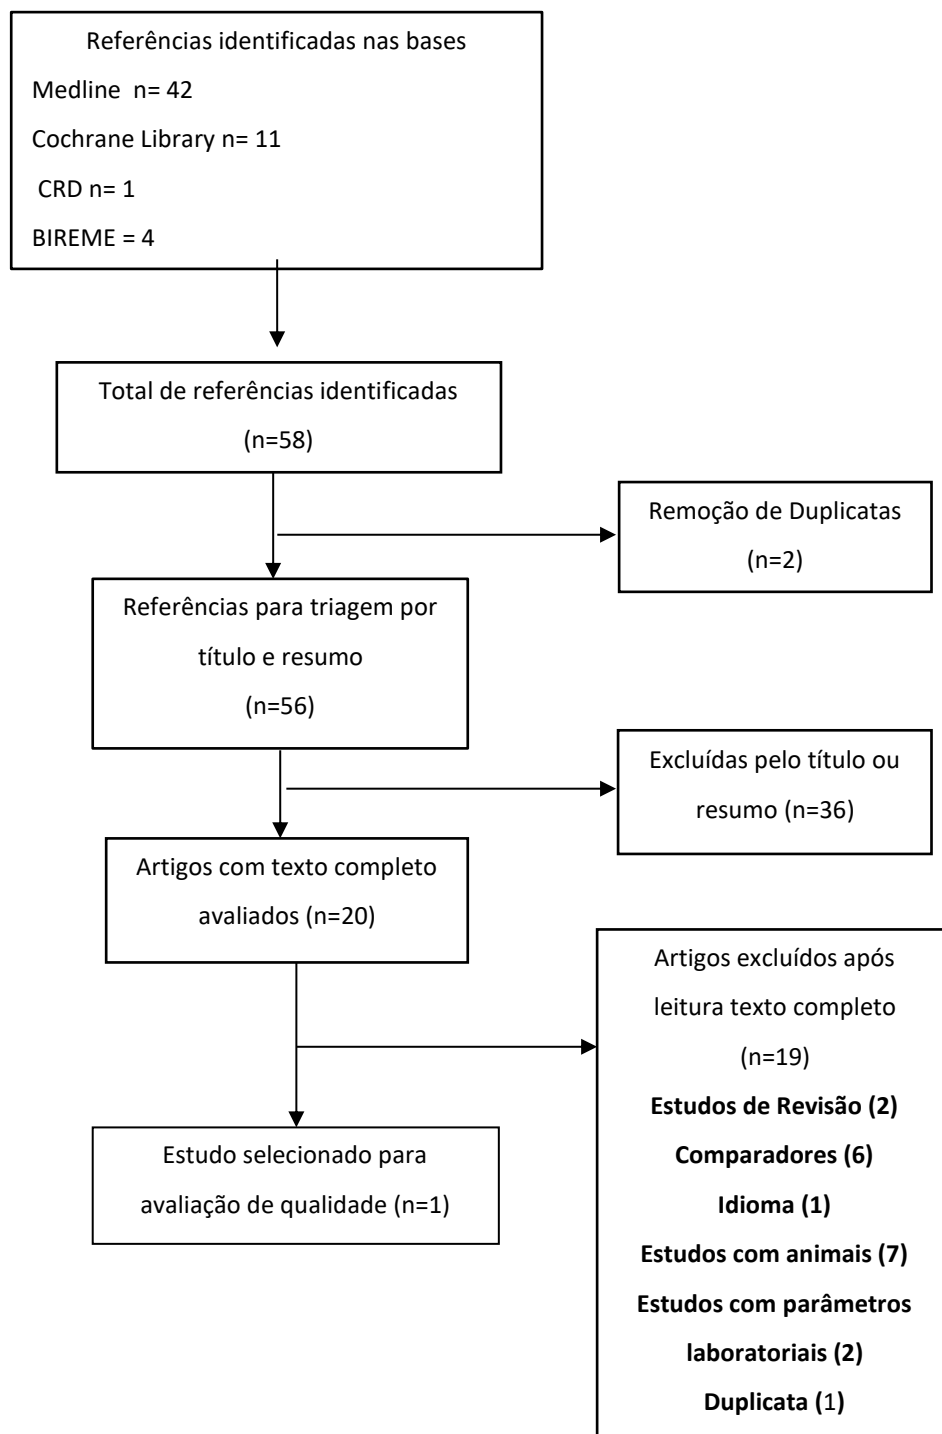 Referências identificadas nas bases
Medline  n= 42
Cochrane Library n= 11
CRD n= 1
BIREME = 4
Total de referências identificadas
(n=58)
Remoção de Duplicatas
(n=2)
Referências para triagem por
título e resumo
(n=56)
Excluídas pelo título ou
resumo (n=36)
Artigos com texto completo
avaliados (n=20)
Artigos excluídos após
leitura texto completo
(n=19)
Estudos de Revisão (2)
Comparadores (6)
Idioma (1)
Estudos com animais (7)
Estudos com parâmetros
laboratoriais (2)
Duplicata (1)
Estudo selecionado para
avaliação de qualidade (n=1)